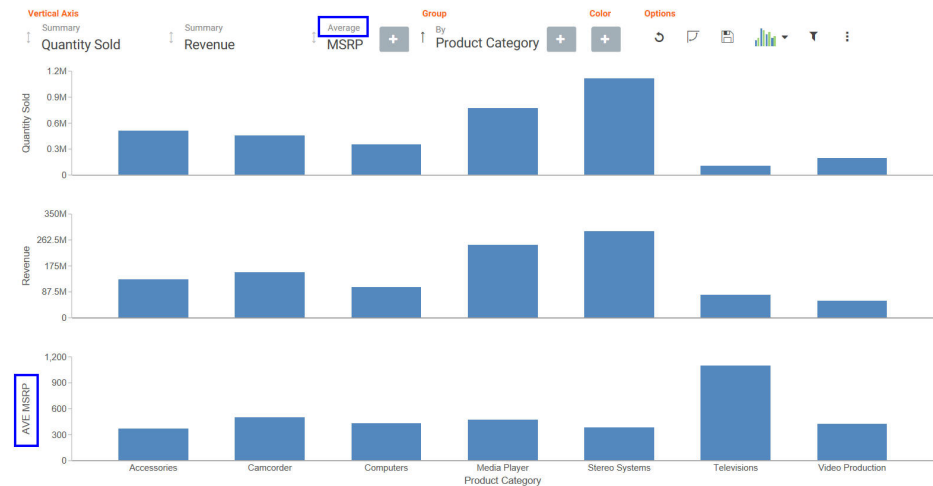 Vertical Axis
Group
Color
Options
Summary
Quantity Sold
Summary
Revenue
Average
MSRP
By
Product Category
Quantity Sold
1.2M
0.9M
0.6M
0.3M
0
Revenue
350M
262.5M
175M
87.5M
0
AVE MSRP
1,200
900
600
300
0
Accessories Camcorder Computers Media Player Stereo Systems Televisions Video Production
Product Category